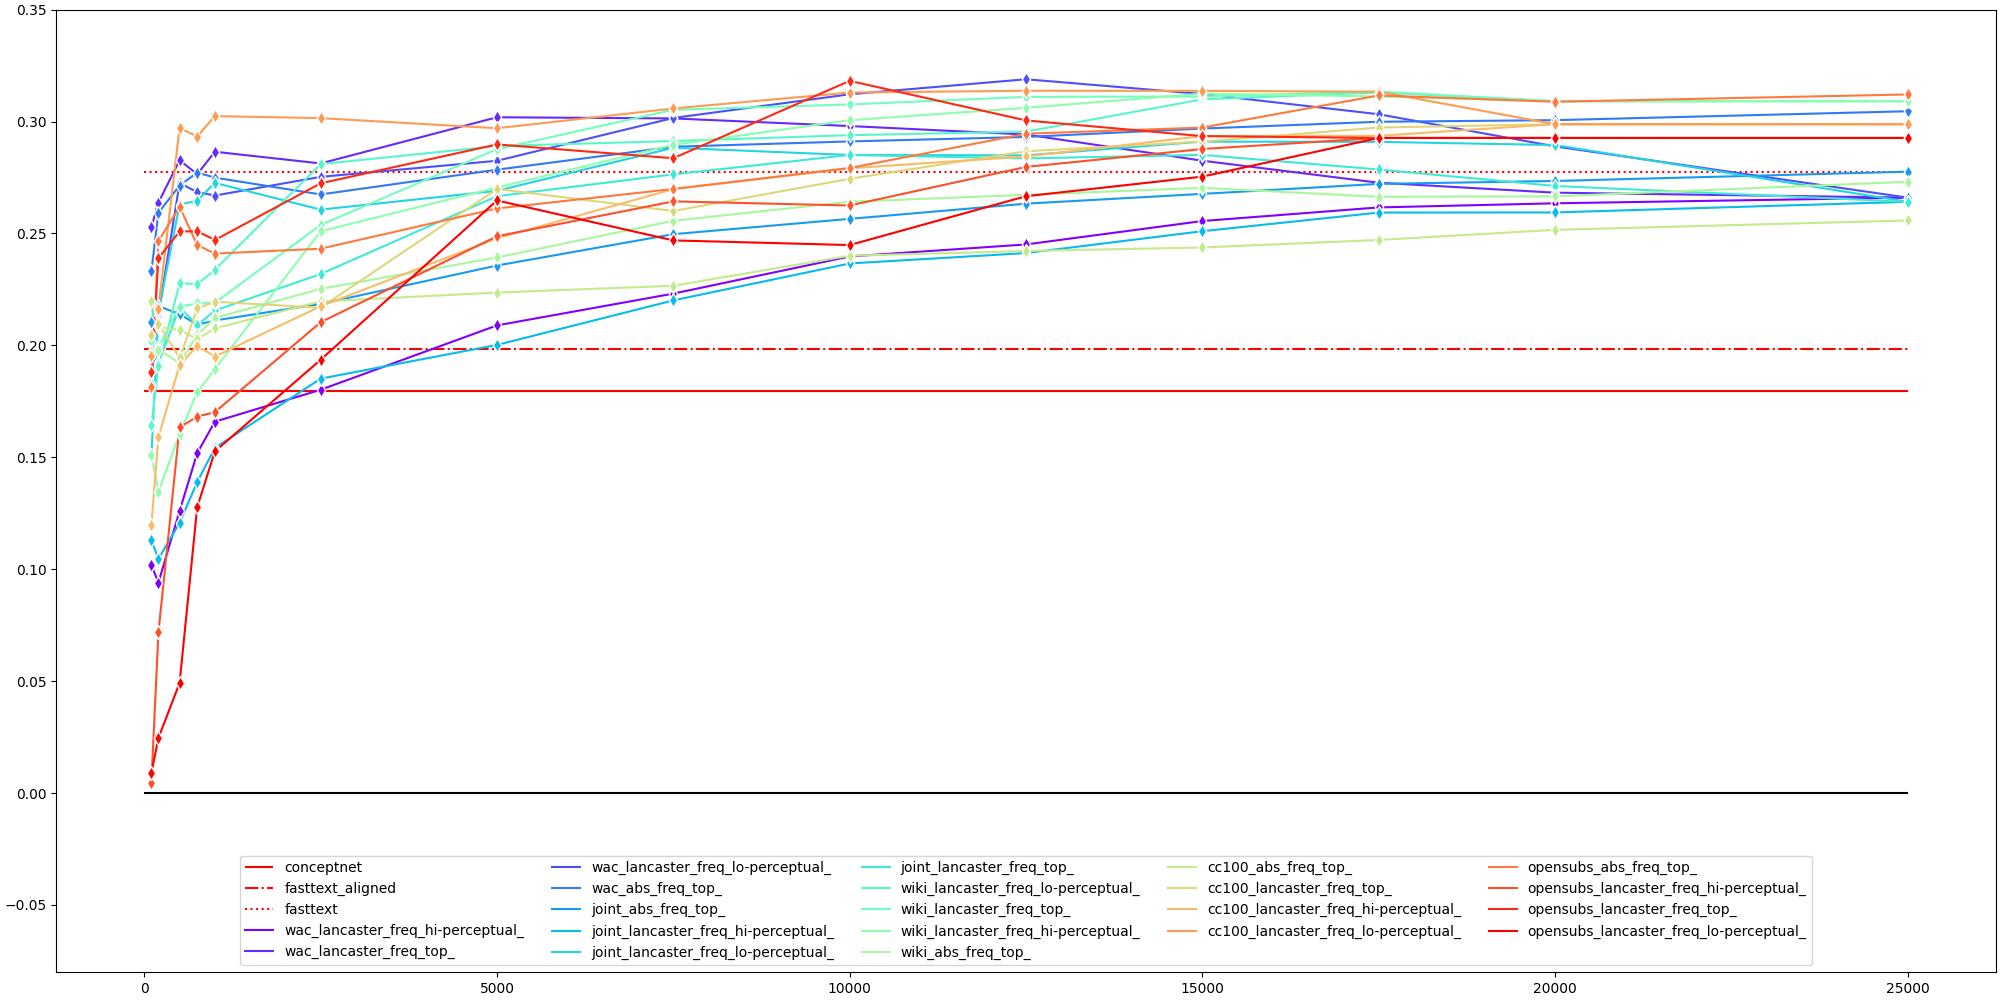 0.35
0.30
0.25
0.20
0.15
0.10
0.05
0.00
−0.05
0 5000 10000 15000 20000 25000
conceptnet
fasttext_aligned
fasttext
wac_lancaster_freq_hi-perceptual_
wac_lancaster_freq_top_
wac_lancaster_freq_lo-perceptual_
wac_abs_freq_top_
joint_abs_freq_top_
joint_lancaster_freq_hi-perceptual_
joint_lancaster_freq_lo-perceptual_
joint_lancaster_freq_top_
wiki_lancaster_freq_lo-perceptual_
wiki_lancaster_freq_top_
wiki_lancaster_freq_hi-perceptual_
wiki_abs_freq_top_
cc100_abs_freq_top_
cc100_lancaster_freq_top_
cc100_lancaster_freq_hi-perceptual_
cc100_lancaster_freq_lo-perceptual_
opensubs_abs_freq_top_
opensubs_lancaster_freq_hi-perceptual_
opensubs_lancaster_freq_top_
opensubs_lancaster_freq_lo-perceptual_